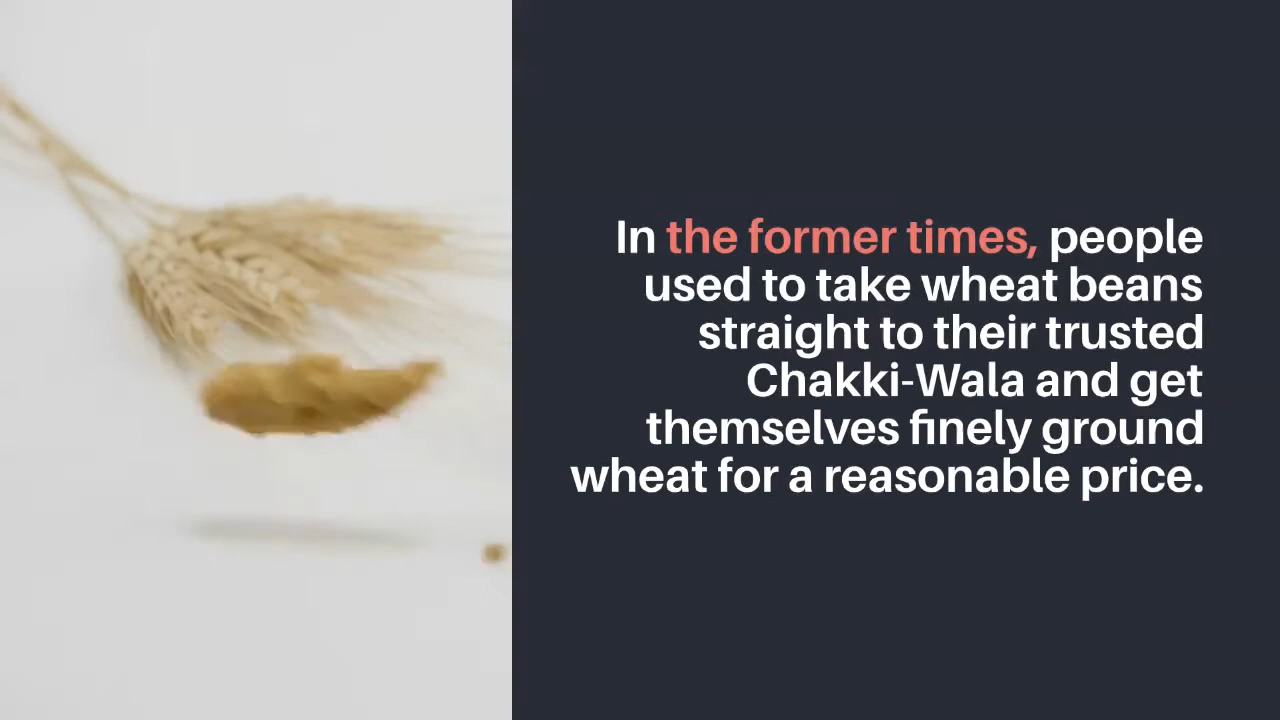 In the former times, people
used to take wheat beans
straight to their trusted
Chakki-Wala and get
themselves finely ground
wheat for a reasonable price.